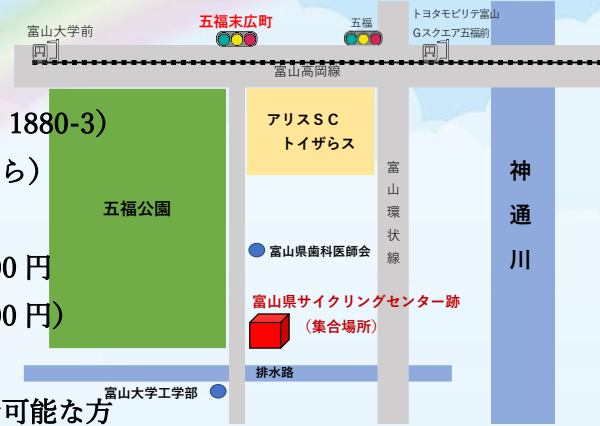 富山大学前
五福末広町
五福
トヨタモビリテ富山
Gスクエア五福前
富山高岡線
1880-3）
ら）
アリスＳＣ
トイザらス
五福公園
富山環状線
神通川
富山県歯科医師会
00 円
富山県サイクリングセンター跡
（集合場所）
00 円）
排水路
富山大学工学部
可能な方